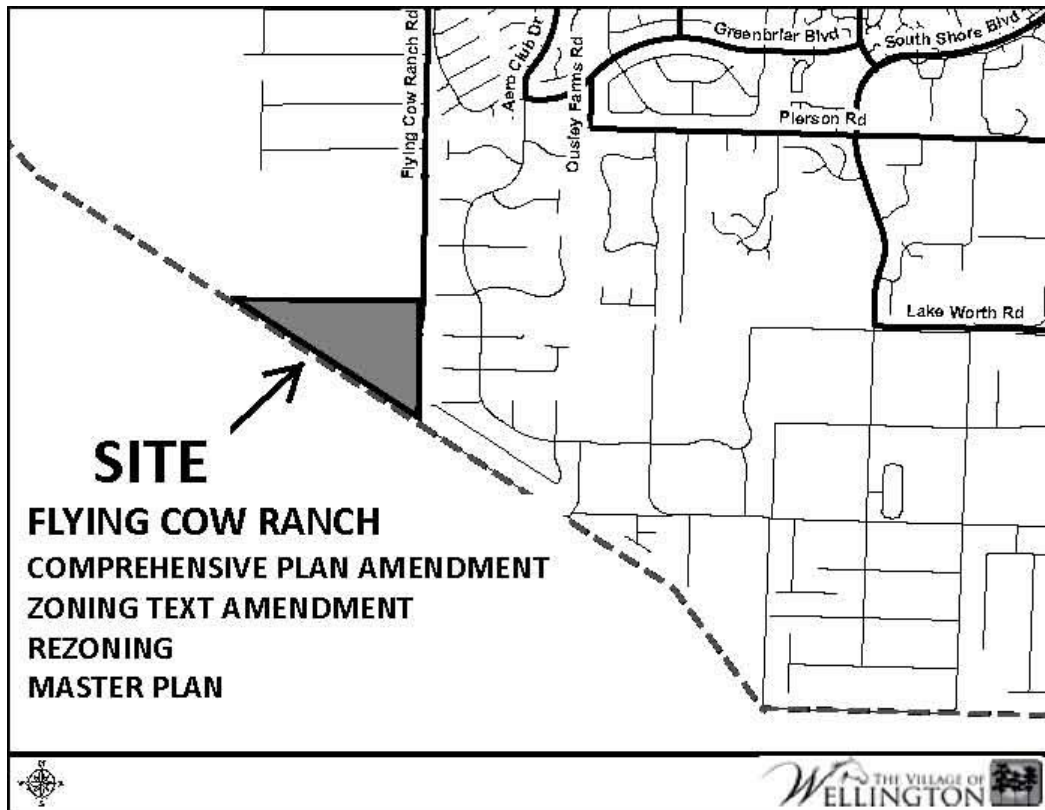 Flying Cow Ranch Rd
Aero Club Dr
Ousley Farms Rd
Greenbriar Blvd
South Shore Blvd
Pierson Rd
Lake Worth Rd
SITE
FLYING COW RANCH
COMPREHENSIVE PLAN AMENDMENT
ZONING TEXT AMENDMENT
REZONING
MASTER PLAN
THE VILLAGE OF
WELLINGTON